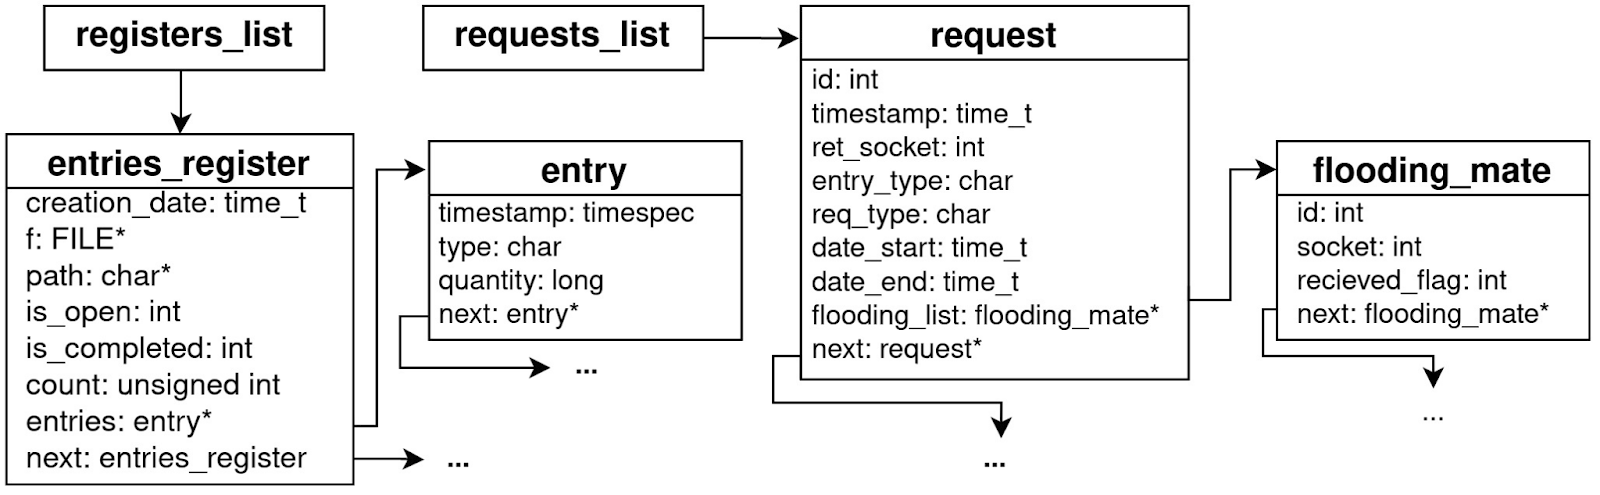 registers_list
entries_register
creation_date: time_t
f: FILE*
path: char*
is_open: int
is_completed: int
count: unsigned int
entries: entry*
next: entries_register
...
entry
timestamp: timespec
type: char
quantity: long
next: entry*
...
requests_list
request
id: int
timestamp: time_t
ret_socket: int
entry_type: char
req_type: char
date_start: time_t
date_end: time_t
flooding_list: flooding_mate*
next: request*
...
flooding_mate
id: int
socket: int
recieved_flag: int
next: flooding_mate*
...